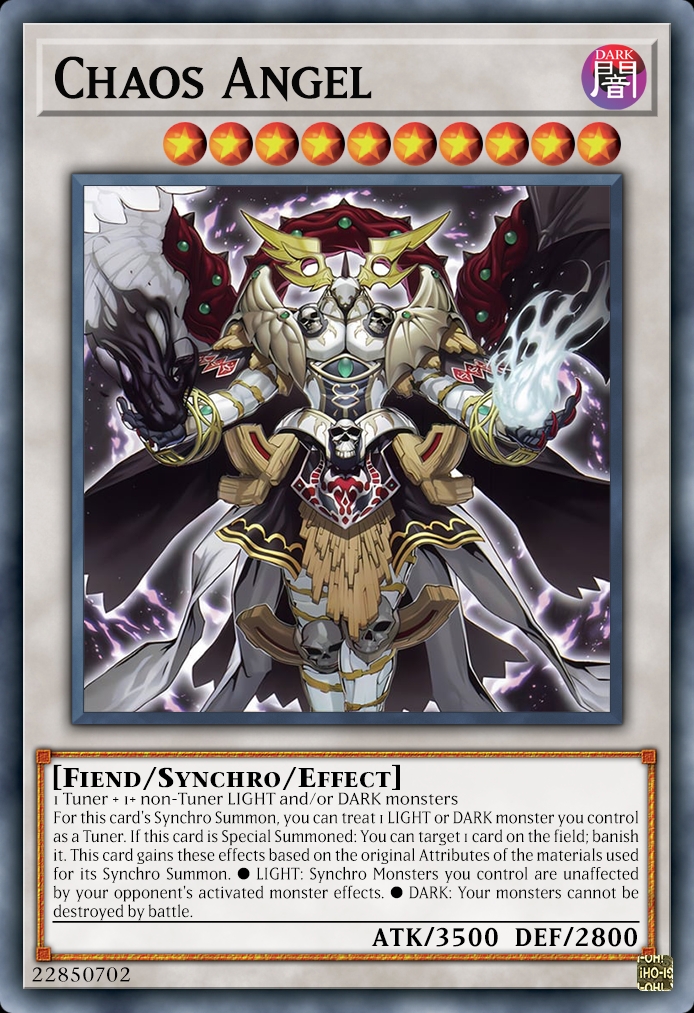 CHAOS ANGEL
DARK
闇
[FIEND/SYNCHRO/EFFECT]
1 Tuner + 1+ non-Tuner LIGHT and/or DARK monsters
For this card's Synchro Summon, you can treat 1 LIGHT or DARK monster you control
as a Tuner. If this card is Special Summoned: You can target 1 card on the field; banish
it. This card gains these effects based on the original Attributes of the materials used
for its Synchro Summon. ● LIGHT: Synchro Monsters you control are unaffected
by your opponent's activated monster effects. ● DARK: Your monsters cannot be
destroyed by battle.
ATK/3500 DEF/2800
22850702